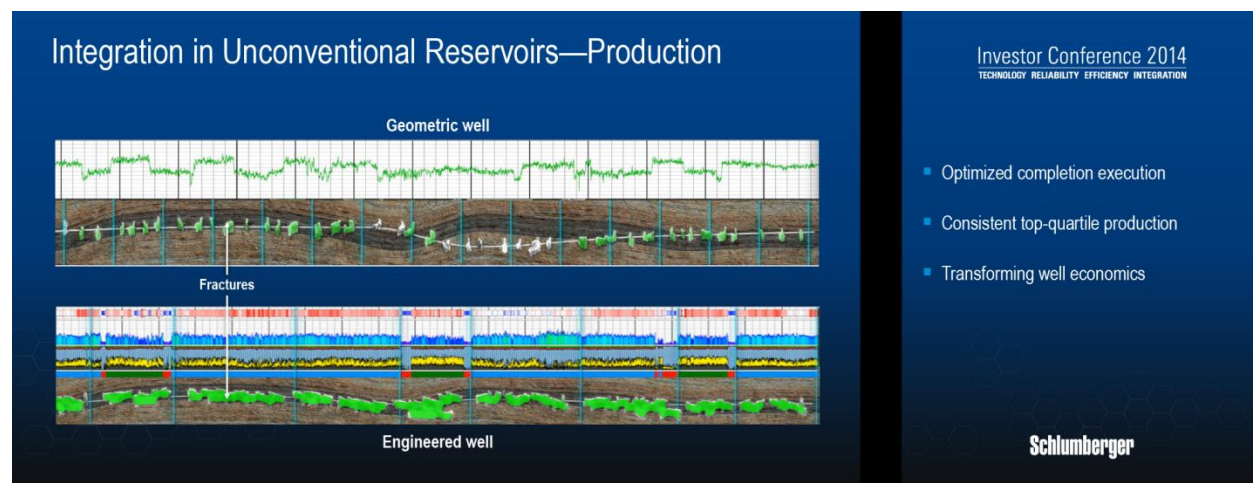 Integration in Unconventional Reservoirs—Production
Geometric well
Fractures
Engineered well
Investor Conference 2014
TECHNOLOGY RELIABILITY EFFICIENCY INTEGRATION
Optimized completion execution
Consistent top-quartile production
Transforming well economics
Schlumberger